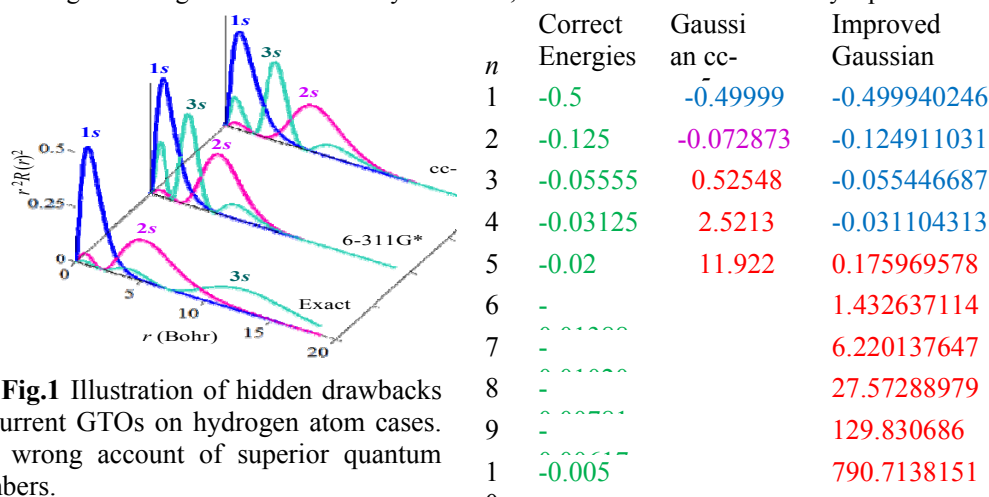 1s
3s
2s
1s
3s
2s
cc-
1s
r²R(r)²
0.5
0.25
6-311G*
2s
0
0
3s
5
Exact
10
r (Bohr)
15
20
Fig.1 Illustration of hidden drawbacks
urrent GTOs on hydrogen atom cases.
wrong account of superior quantum
bers.
Correct Gaussi Improved
n Energies an cc- Gaussian
1 -0.5 -0.49999 -0.499940246
2 -0.125 -0.072873 -0.124911031
3 -0.05555 0.52548 -0.055446687
4 -0.03125 2.5213 -0.031104313
5 -0.02 11.922 0.175969578
6 - 1.432637114
7 - 6.220137647
8 - 27.57288979
9 - 129.830686
1 -0.005 790.7138151